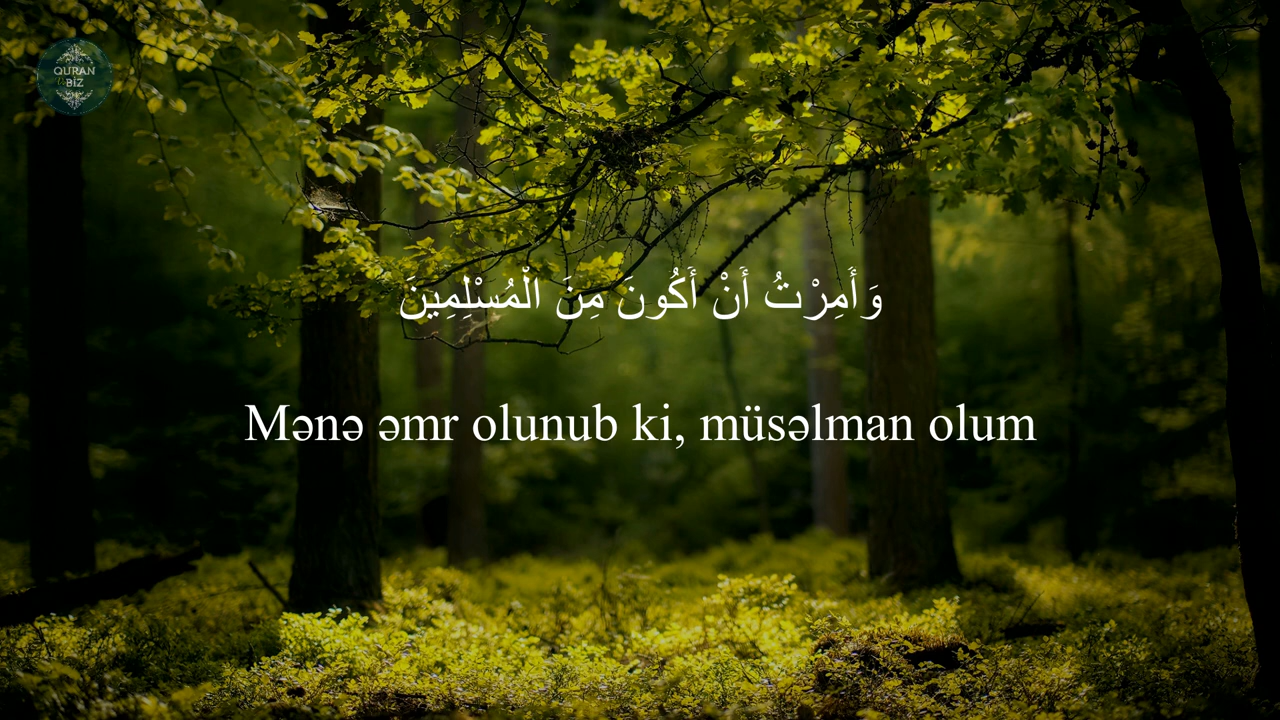 QURAN
BİZ
وَأَمِرْتُ أَنْ أَكُونَ مِنَ الْمُسْلِمِينَ
Mənə əmr olunub ki, müsəlman olum